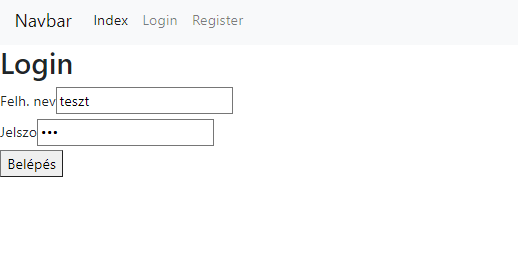 Navbar Index Login Register
Login
Felh. nev teszt
Jelszo •••
Belépés